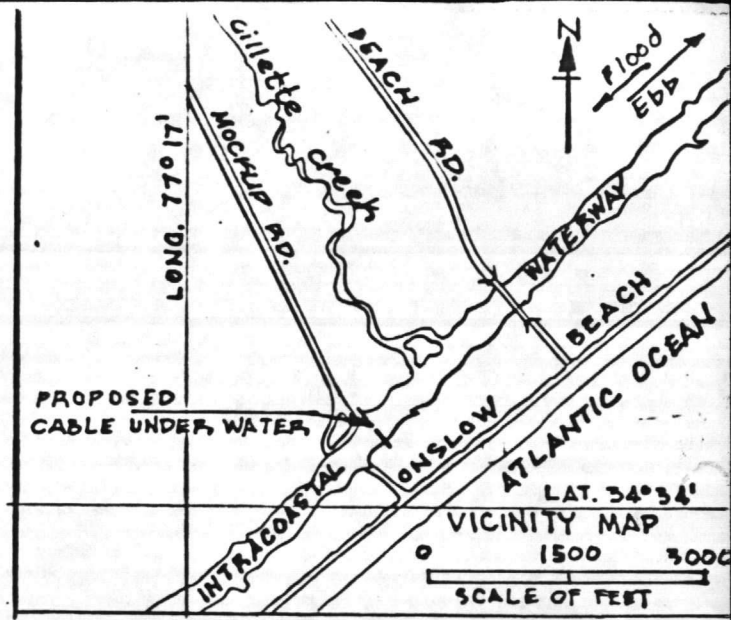 Gillette Creek
BEACH RD.
N
Flood
Ebb
MOCKUP RD.
LONG. 77°17'
WATERWAY
BEACH
PROPOSED
CABLE UNDER WATER
ONSLOW
ATLANTIC OCEAN
INTRACOASTAL
LAT. 34°34'
VICINITY MAP
0 1500 3000
SCALE OF FEET